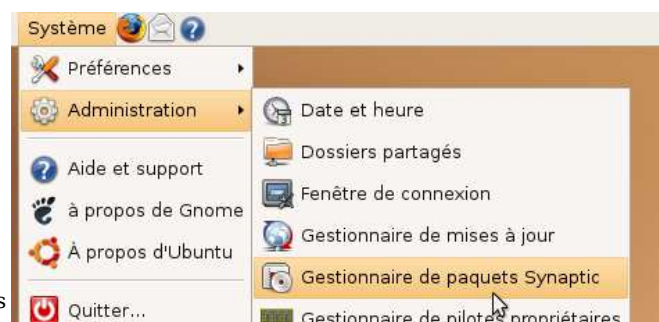 Système
Préférences
Administration
Aide et support
à propos de Gnome
À propos d'Ubuntu
s
Quitter...
Date et heure
Dossiers partagés
Fenêtre de connexion
Gestionnaire de mises à jour
Gestionnaire de paquets Synaptic
Gestionnaire de pilotes propriétaires